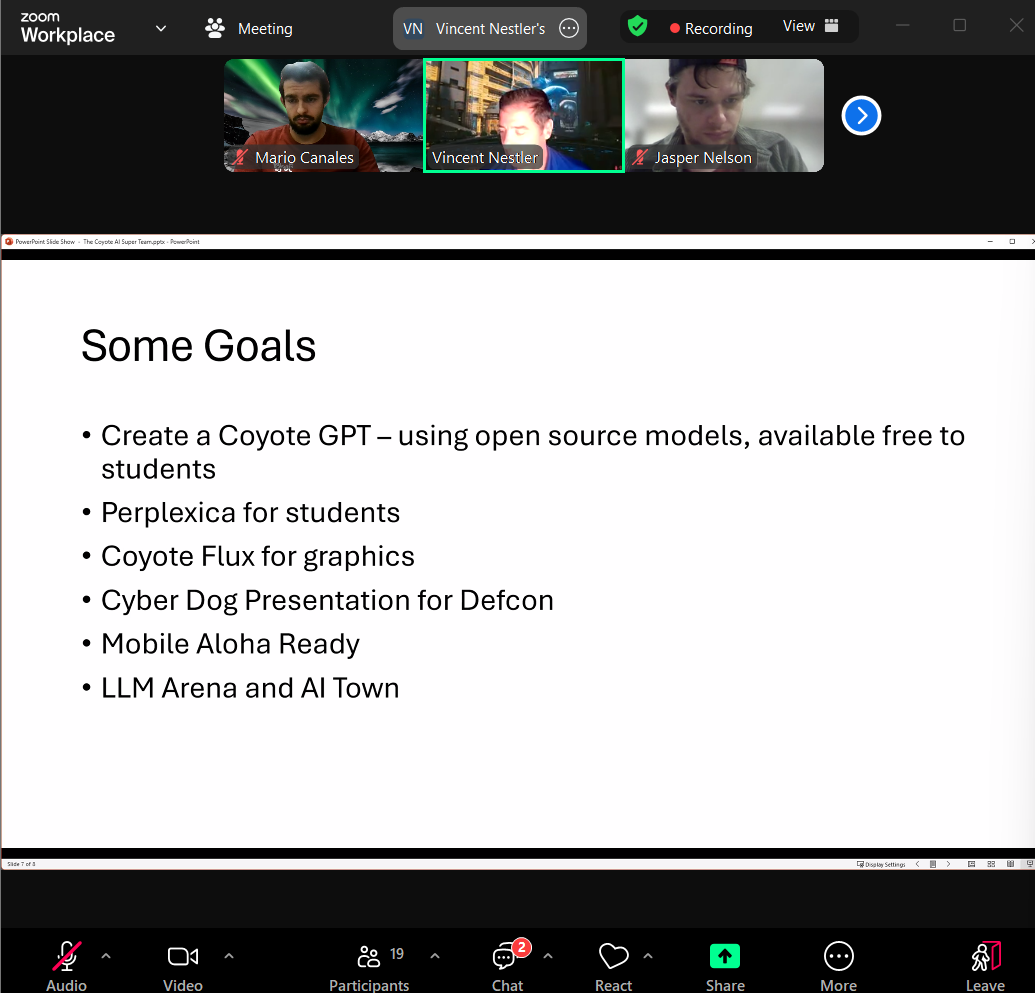 zoom
Workplace
Meeting
VN Vincent Nestler's
Recording
View
Mario Canales
Vincent Nestler
Jasper Nelson
PowerPoint Slide Show - The Coyote AI Super Team.pptx - PowerPoint
Some Goals
• Create a Coyote GPT – using open source models, available free to
students
• Perplexica for students
• Coyote Flux for graphics
• Cyber Dog Presentation for Defcon
• Mobile Aloha Ready
• LLM Arena and AI Town
Slide 7 of 8
Display Settings
19
2
Audio
Video
Participants
Chat
React
Share
More
Leave